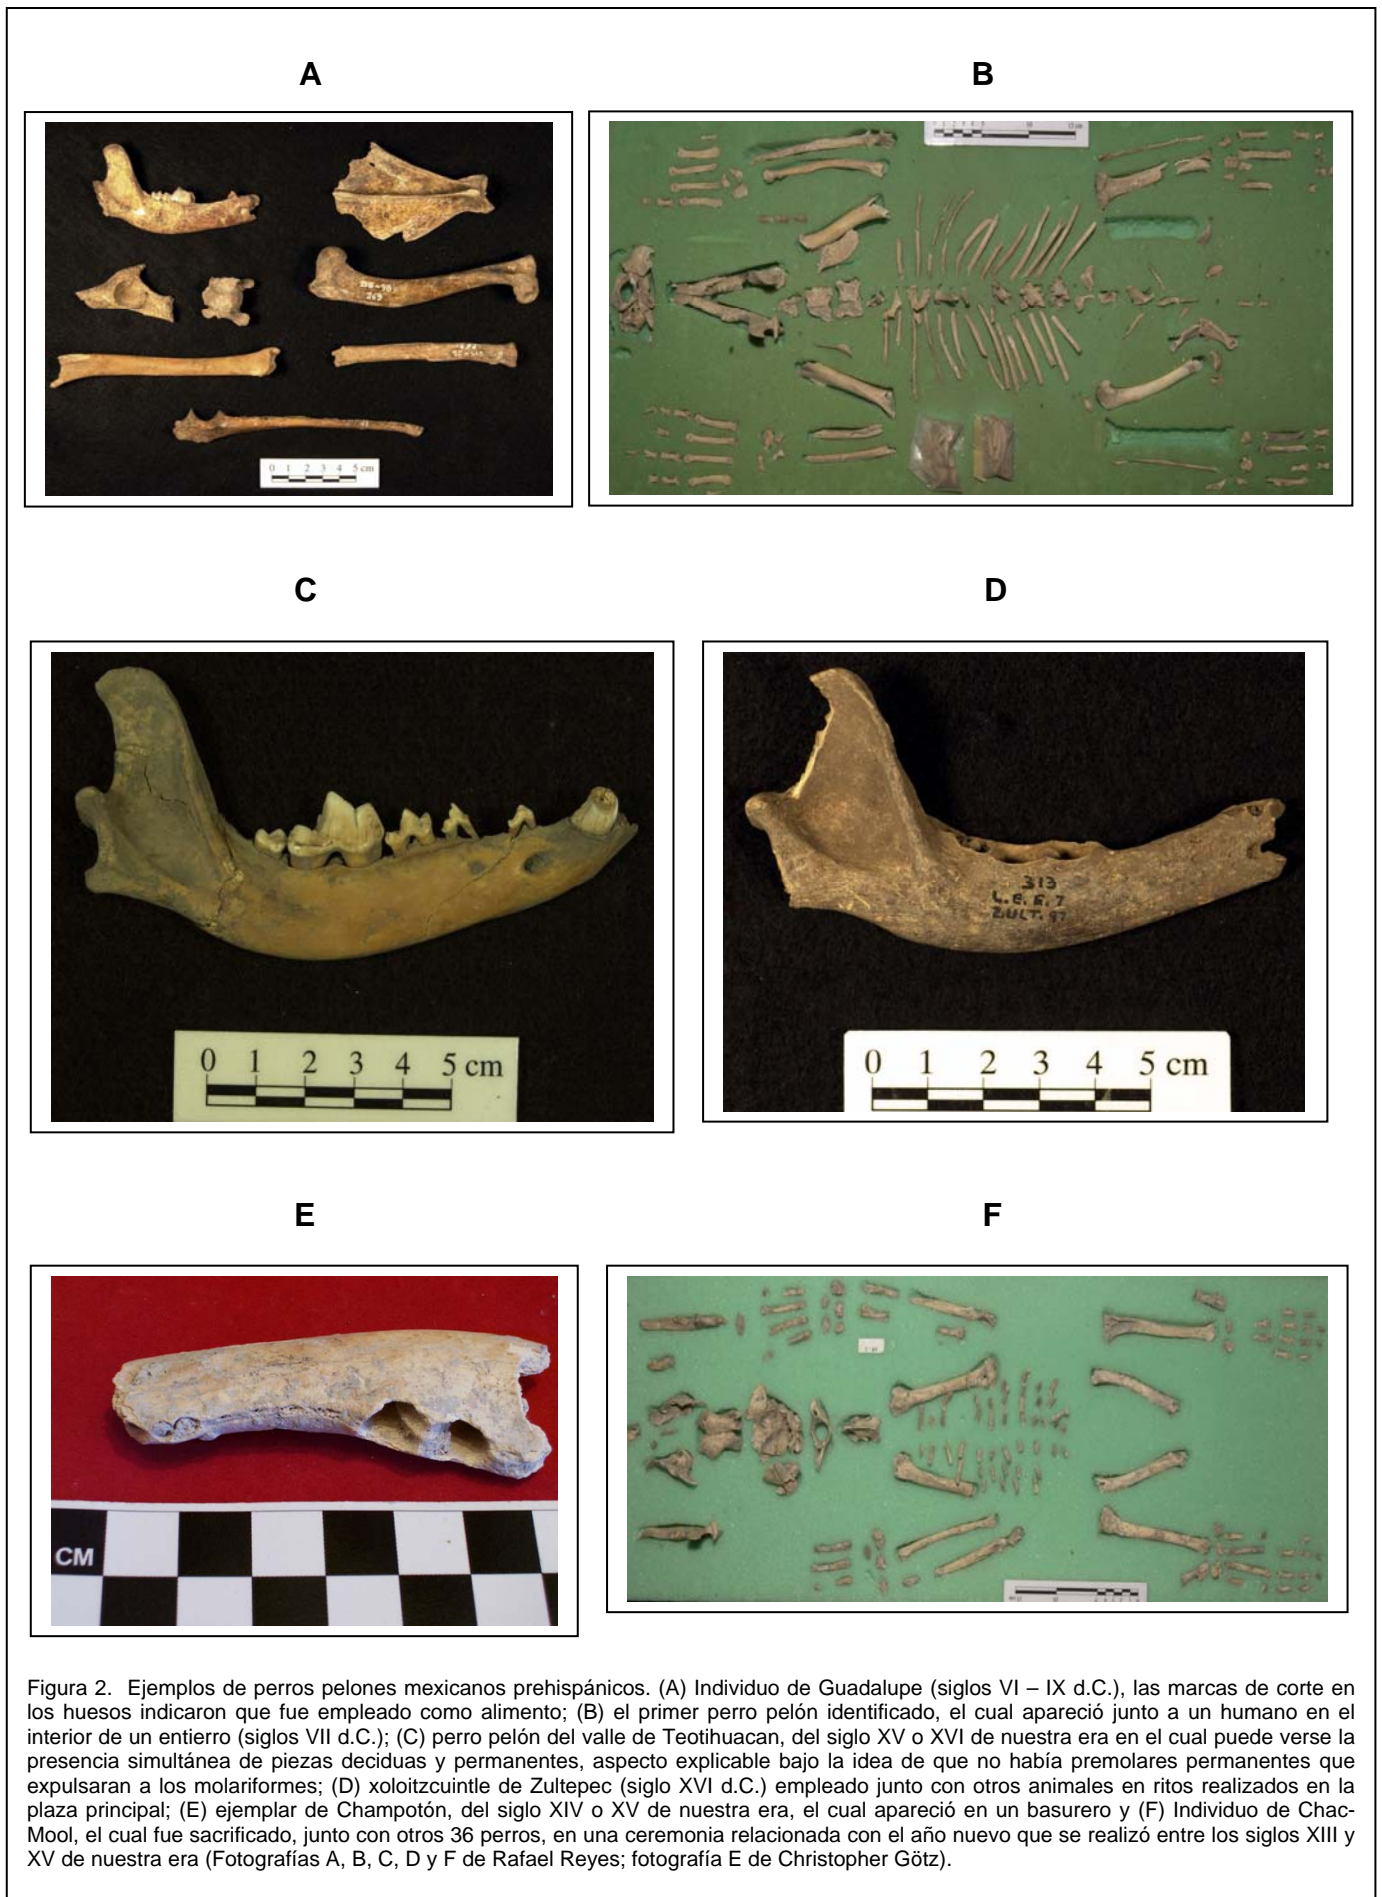 A
B
0 1 2 3 4 5 cm
C
D
313
L.E.E.7
ZULT.97
0 1 2 3 4 5 cm
0 1 2 3 4 5 cm
E
F
CM
Figura 2. Ejemplos de perros pelones mexicanos prehispánicos. (A) Individuo de Guadalupe (siglos VI – IX d.C.), las marcas de corte en
los huesos indicaron que fue empleado como alimento; (B) el primer perro pelón identificado, el cual apareció junto a un humano en el
interior de un entierro (siglos VII d.C.); (C) perro pelón del valle de Teotihuacan, del siglo XV o XVI de nuestra era en el cual puede verse la
presencia simultánea de piezas deciduas y permanentes, aspecto explicable bajo la idea de que no había premolares permanentes que
expulsaran a los molariformes; (D) xoloitzcuintle de Zultepec (siglo XVI d.C.) empleado junto con otros animales en ritos realizados en la
plaza principal; (E) ejemplar de Champotón, del siglo XIV o XV de nuestra era, el cual apareció en un basurero y (F) Individuo de Chac-
Mool, el cual fue sacrificado, junto con otros 36 perros, en una ceremonia relacionada con el año nuevo que se realizó entre los siglos XIII y
XV de nuestra era (Fotografías A, B, C, D y F de Rafael Reyes; fotografía E de Christopher Götz).